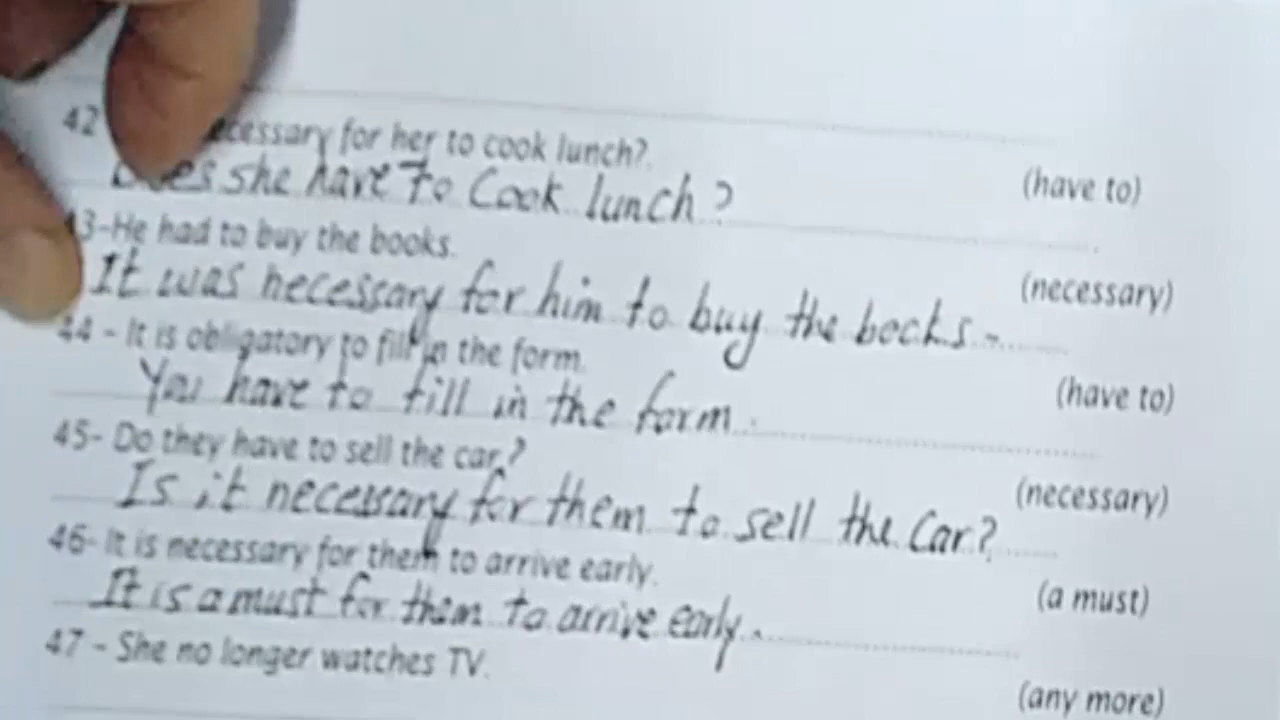 42 necessary for her to cook lunch?.
(have to)
Does she have to Cook lunch?
43-He had to buy the books.
(necessary)
It was necessary for him to buy the books.
44 - It is obligatory to fill in the form.
(have to)
You have to fill in the form.
45- Do they have to sell the car?
(necessary)
Is it necessary for them to sell the Car?
46- It is necessary for them to arrive early.
(a must)
It is a must for them to arrive early.
47 - She no longer watches TV.
(any more)